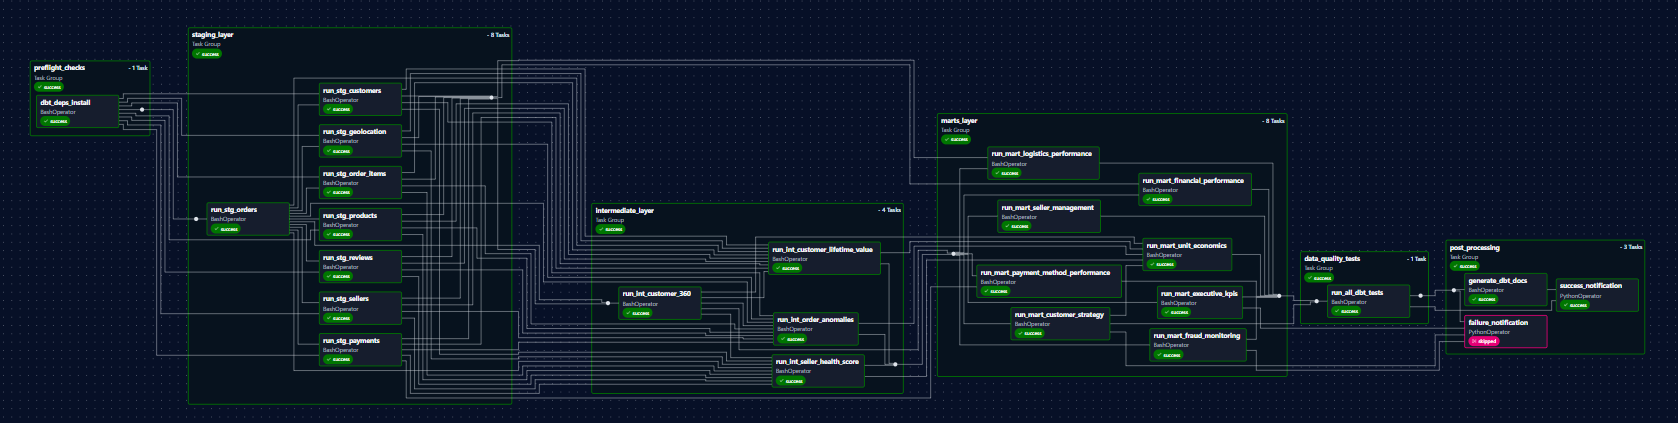 preflight_checks - 1 Task
Task Group
success
dbt_deps_install
BashOperator
success
staging_layer - 8 Tasks
Task Group
success
run_stg_customers
BashOperator
success
run_stg_geolocation
BashOperator
success
run_stg_order_items
BashOperator
success
run_stg_orders
BashOperator
success
run_stg_products
BashOperator
success
run_stg_reviews
BashOperator
success
run_stg_sellers
BashOperator
success
run_stg_payments
BashOperator
success
intermediate_layer - 4 Tasks
Task Group
success
run_int_customer_lifetime_value
BashOperator
success
run_int_customer_360
BashOperator
success
run_int_order_anomalies
BashOperator
success
run_int_seller_health_score
BashOperator
success
marts_layer - 8 Tasks
Task Group
success
run_mart_logistics_performance
BashOperator
success
run_mart_financial_performance
BashOperator
success
run_mart_seller_management
BashOperator
success
run_mart_unit_economics
BashOperator
success
run_mart_payment_method_performance
BashOperator
success
run_mart_executive_kpis
BashOperator
success
run_mart_customer_strategy
BashOperator
success
run_mart_fraud_monitoring
BashOperator
success
data_quality_tests - 1 Task
Task Group
success
run_all_dbt_tests
BashOperator
success
post_processing - 3 Tasks
Task Group
success
generate_dbt_docs
BashOperator
success
success_notification
PythonOperator
success
failure_notification
PythonOperator
skipped